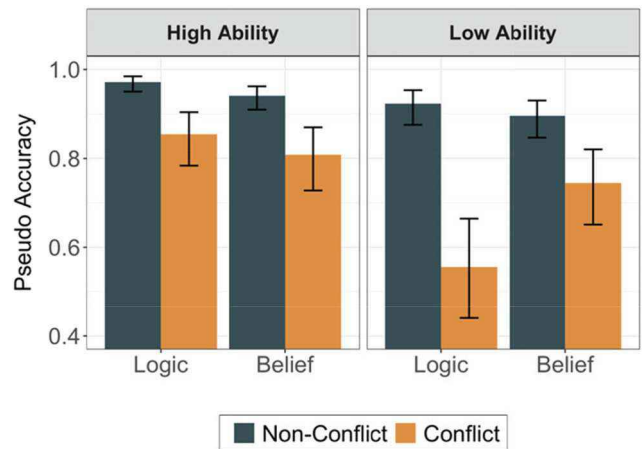 High Ability
Low Ability
Pseudo Accuracy
1.0
0.8
0.6
0.4
Logic
Belief
Logic
Belief
Non-Conflict
Conflict